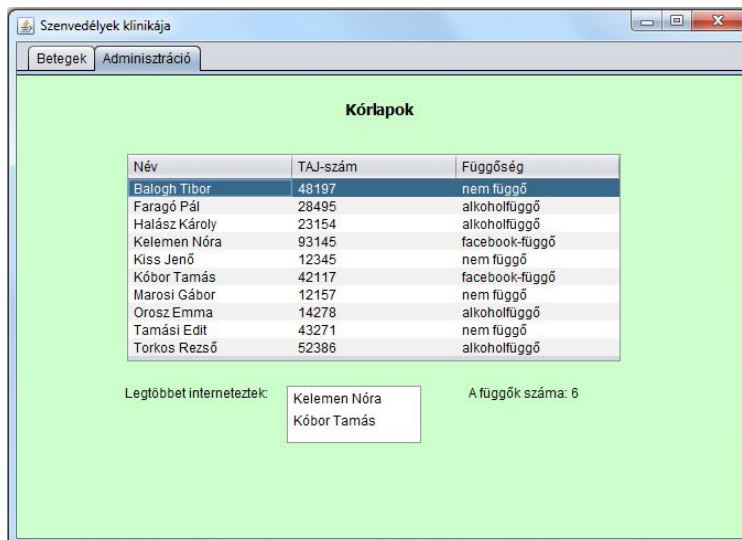 Szenvedélyek klinikája
Betegek Adminisztráció
Kórlapok
Név TAJ-szám Függőség
Balogh Tibor 48197 nem függő
Faragó Pál 28495 alkoholfüggő
Halász Károly 23154 alkoholfüggő
Kelemen Nóra 93145 facebook-függő
Kiss Jenő 12345 nem függő
Kóbor Tamás 42117 facebook-függő
Marosi Gábor 12157 nem függő
Orosz Emma 14278 alkoholfüggő
Tamási Edit 43271 nem függő
Torkos Rezső 52386 alkoholfüggő
Legtöbbet interneteztek: Kelemen Nóra A függők száma: 6
Kóbor Tamás